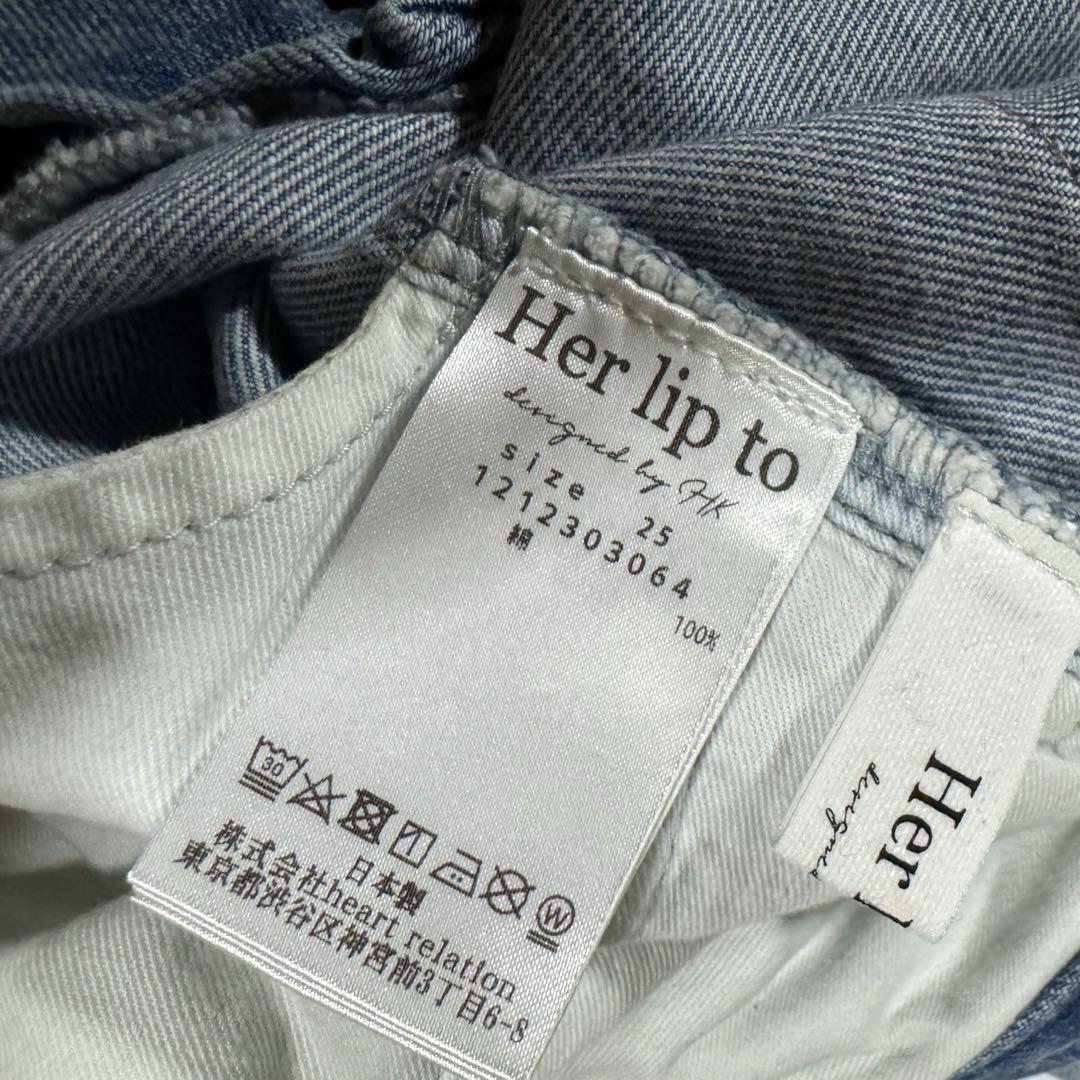 Her lip to
designed by HK
size 25
1212303064
綿
100%
30
W
日本製
株式会社heart relation
東京都渋谷区神宮前3丁目6-8
Her